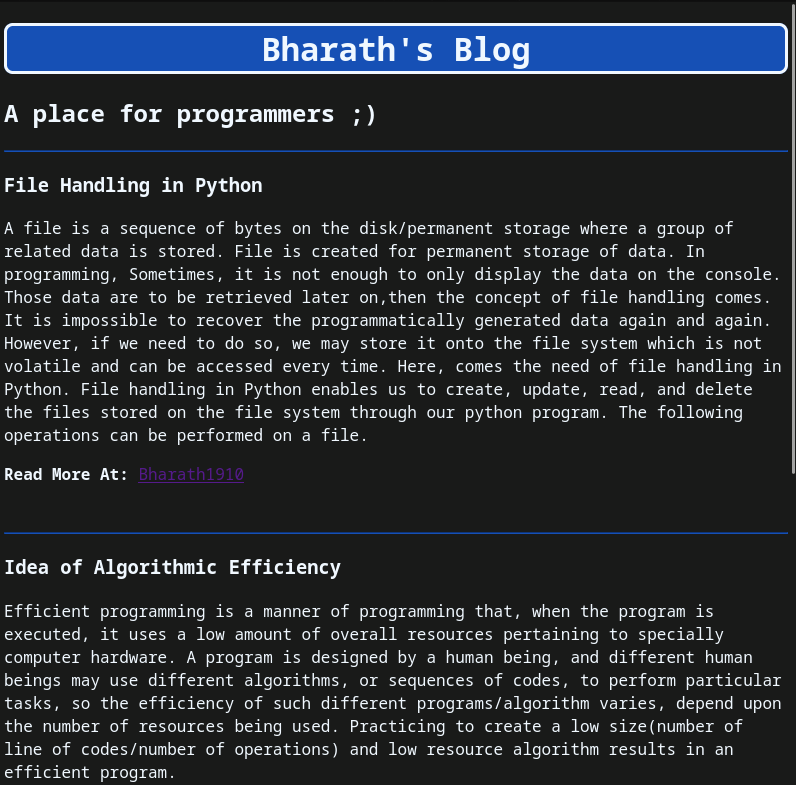 Bharath's Blog
A place for programmers ;)
File Handling in Python
A file is a sequence of bytes on the disk/permanent storage where a group of
related data is stored. File is created for permanent storage of data. In
programming, Sometimes, it is not enough to only display the data on the console.
Those data are to be retrieved later on,then the concept of file handling comes.
It is impossible to recover the programmatically generated data again and again.
However, if we need to do so, we may store it onto the file system which is not
volatile and can be accessed every time. Here, comes the need of file handling in
Python. File handling in Python enables us to create, update, read, and delete
the files stored on the file system through our python program. The following
operations can be performed on a file.
Read More At: Bharath1910
Idea of Algorithmic Efficiency
Efficient programming is a manner of programming that, when the program is
executed, it uses a low amount of overall resources pertaining to specially
computer hardware. A program is designed by a human being, and different human
beings may use different algorithms, or sequences of codes, to perform particular
tasks, so the efficiency of such different programs/algorithm varies, depend upon
the number of resources being used. Practicing to create a low size(number of
line of codes/number of operations) and low resource algorithm results in an
efficient program.